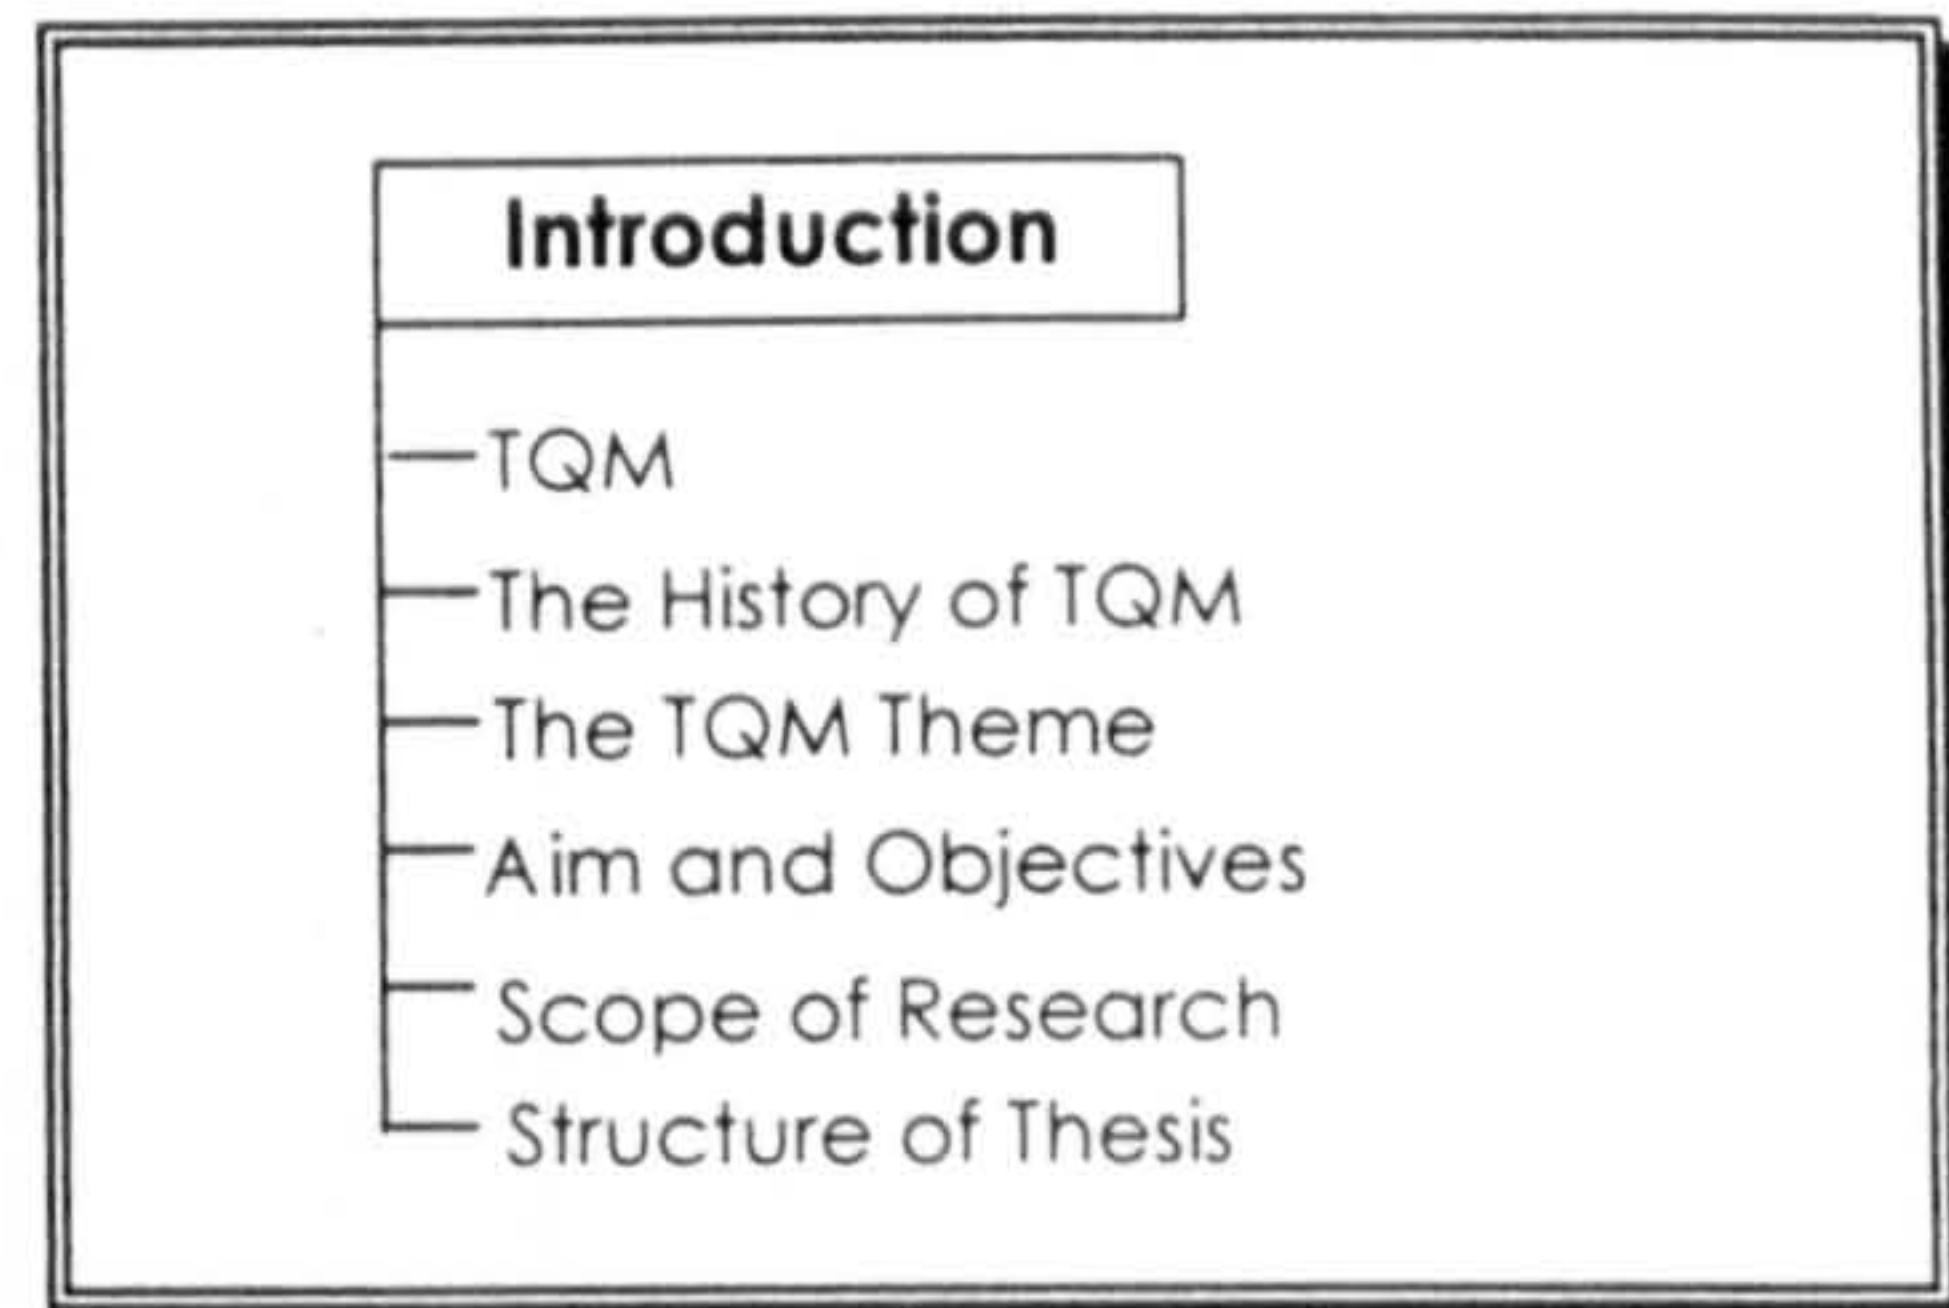 Introduction
TQM
The History of TQM
The TQM Theme
Aim and Objectives
Scope of Research
Structure of Thesis